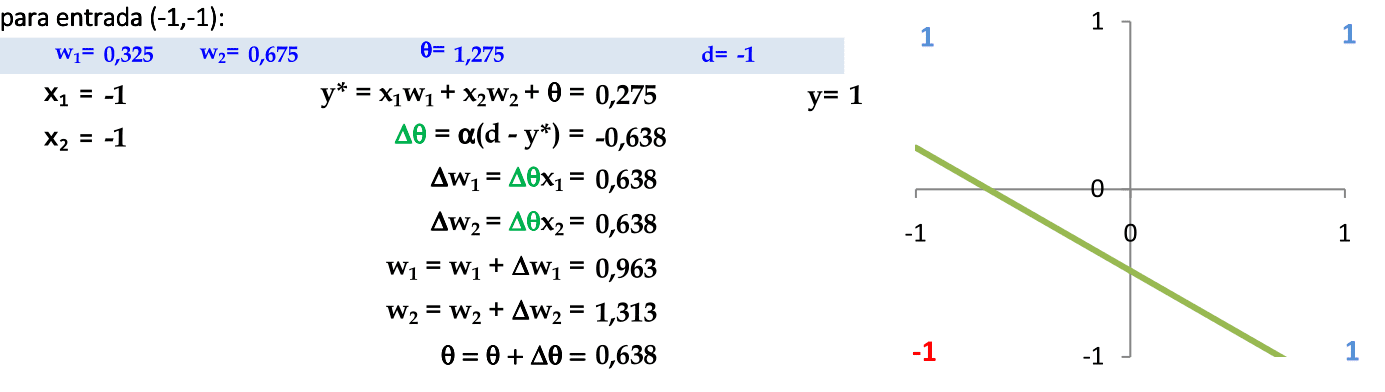 para entrada (-1,-1):
w₁= 0,325 w₂= 0,675 θ= 1,275 d= -1
x₁ = -1 y* = x₁w₁ + x₂w₂ + θ = 0,275 y= 1
x₂ = -1 Δθ = α(d - y*) = -0,638
Δw₁ = Δθx₁ = 0,638
Δw₂ = Δθx₂ = 0,638
w₁ = w₁ + Δw₁ = 0,963
w₂ = w₂ + Δw₂ = 1,313
θ = θ + Δθ = 0,638
1 1 1
0
-1 0 1
-1 -1 1